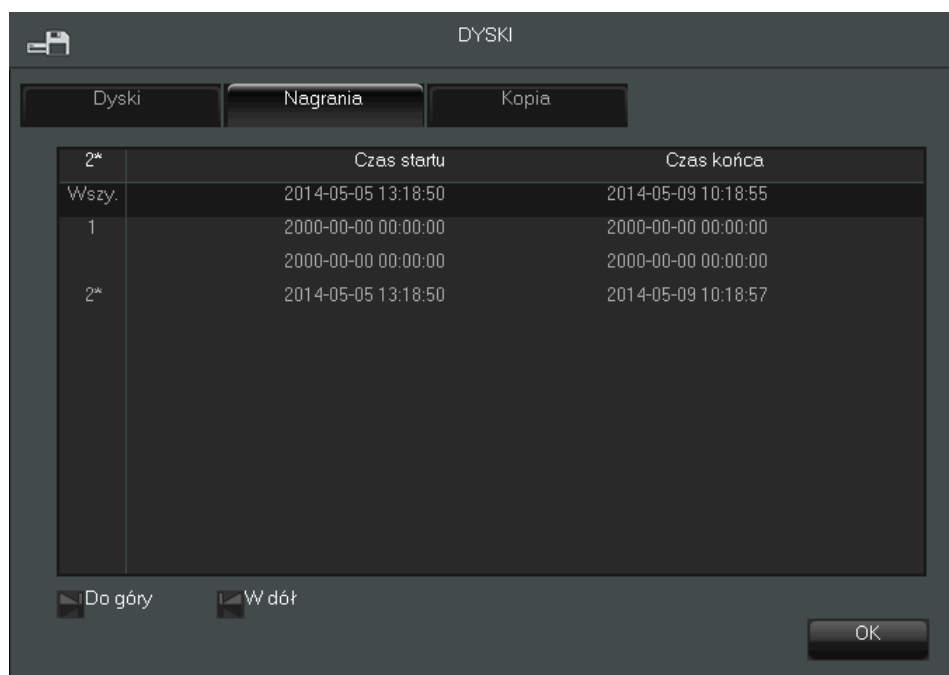 DYSKI
Dyski Nagrania Kopia
2* Czas startu Czas końca
Wszy. 2014-05-05 13:18:50 2014-05-09 10:18:55
1 2000-00-00 00:00:00 2000-00-00 00:00:00
2000-00-00 00:00:00 2000-00-00 00:00:00
2* 2014-05-05 13:18:50 2014-05-09 10:18:57
Do góry W dół
OK